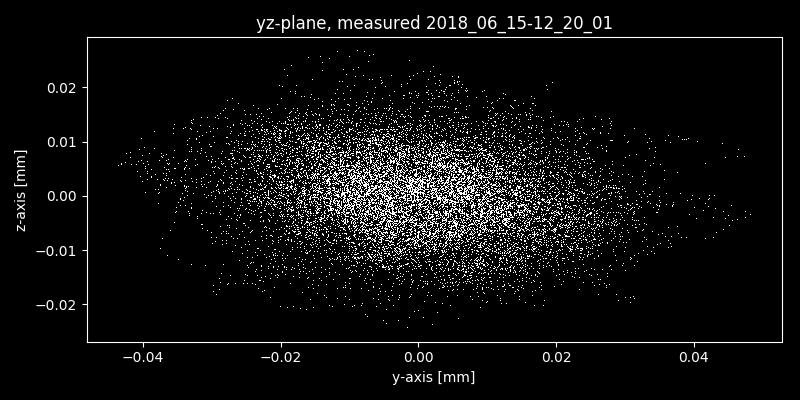 yz-plane, measured 2018_06_15-12_20_01
z-axis [mm]
0.02
0.01
0.00
−0.01
−0.02
−0.04 −0.02 0.00 0.02 0.04
y-axis [mm]